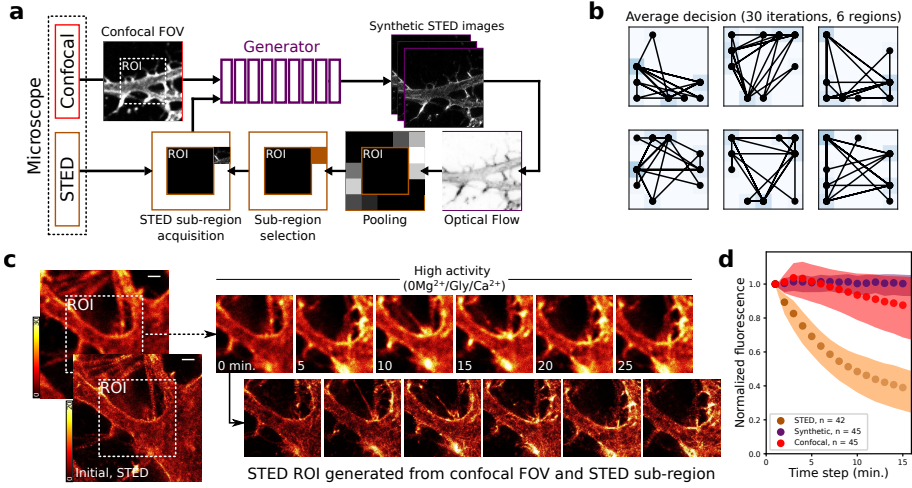 a
Microscope
Confocal
STED
Confocal FOV
ROI
Generator
Synthetic STED images
ROI
STED sub-region
acquisition
ROI
Sub-region
selection
ROI
Pooling
Optical Flow
b
Average decision (30 iterations, 6 regions)
c
ROI
30
0
ROI
20
0
Initial, STED
High activity
(0Mg²⁺/Gly/Ca²⁺)
0 min.
5
10
15
20
25
STED ROI generated from confocal FOV and STED sub-region
d
Normalized fluorescence
1.0
0.8
0.6
0.4
0.2
0.0
0
5
10
15
Time step (min.)
STED, n = 42
Synthetic, n = 45
Confocal, n = 45